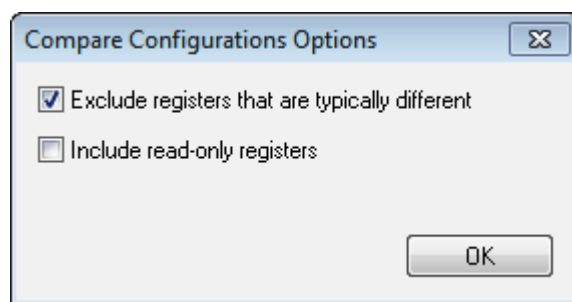 Compare Configurations Options
Exclude registers that are typically different
Include read-only registers
OK